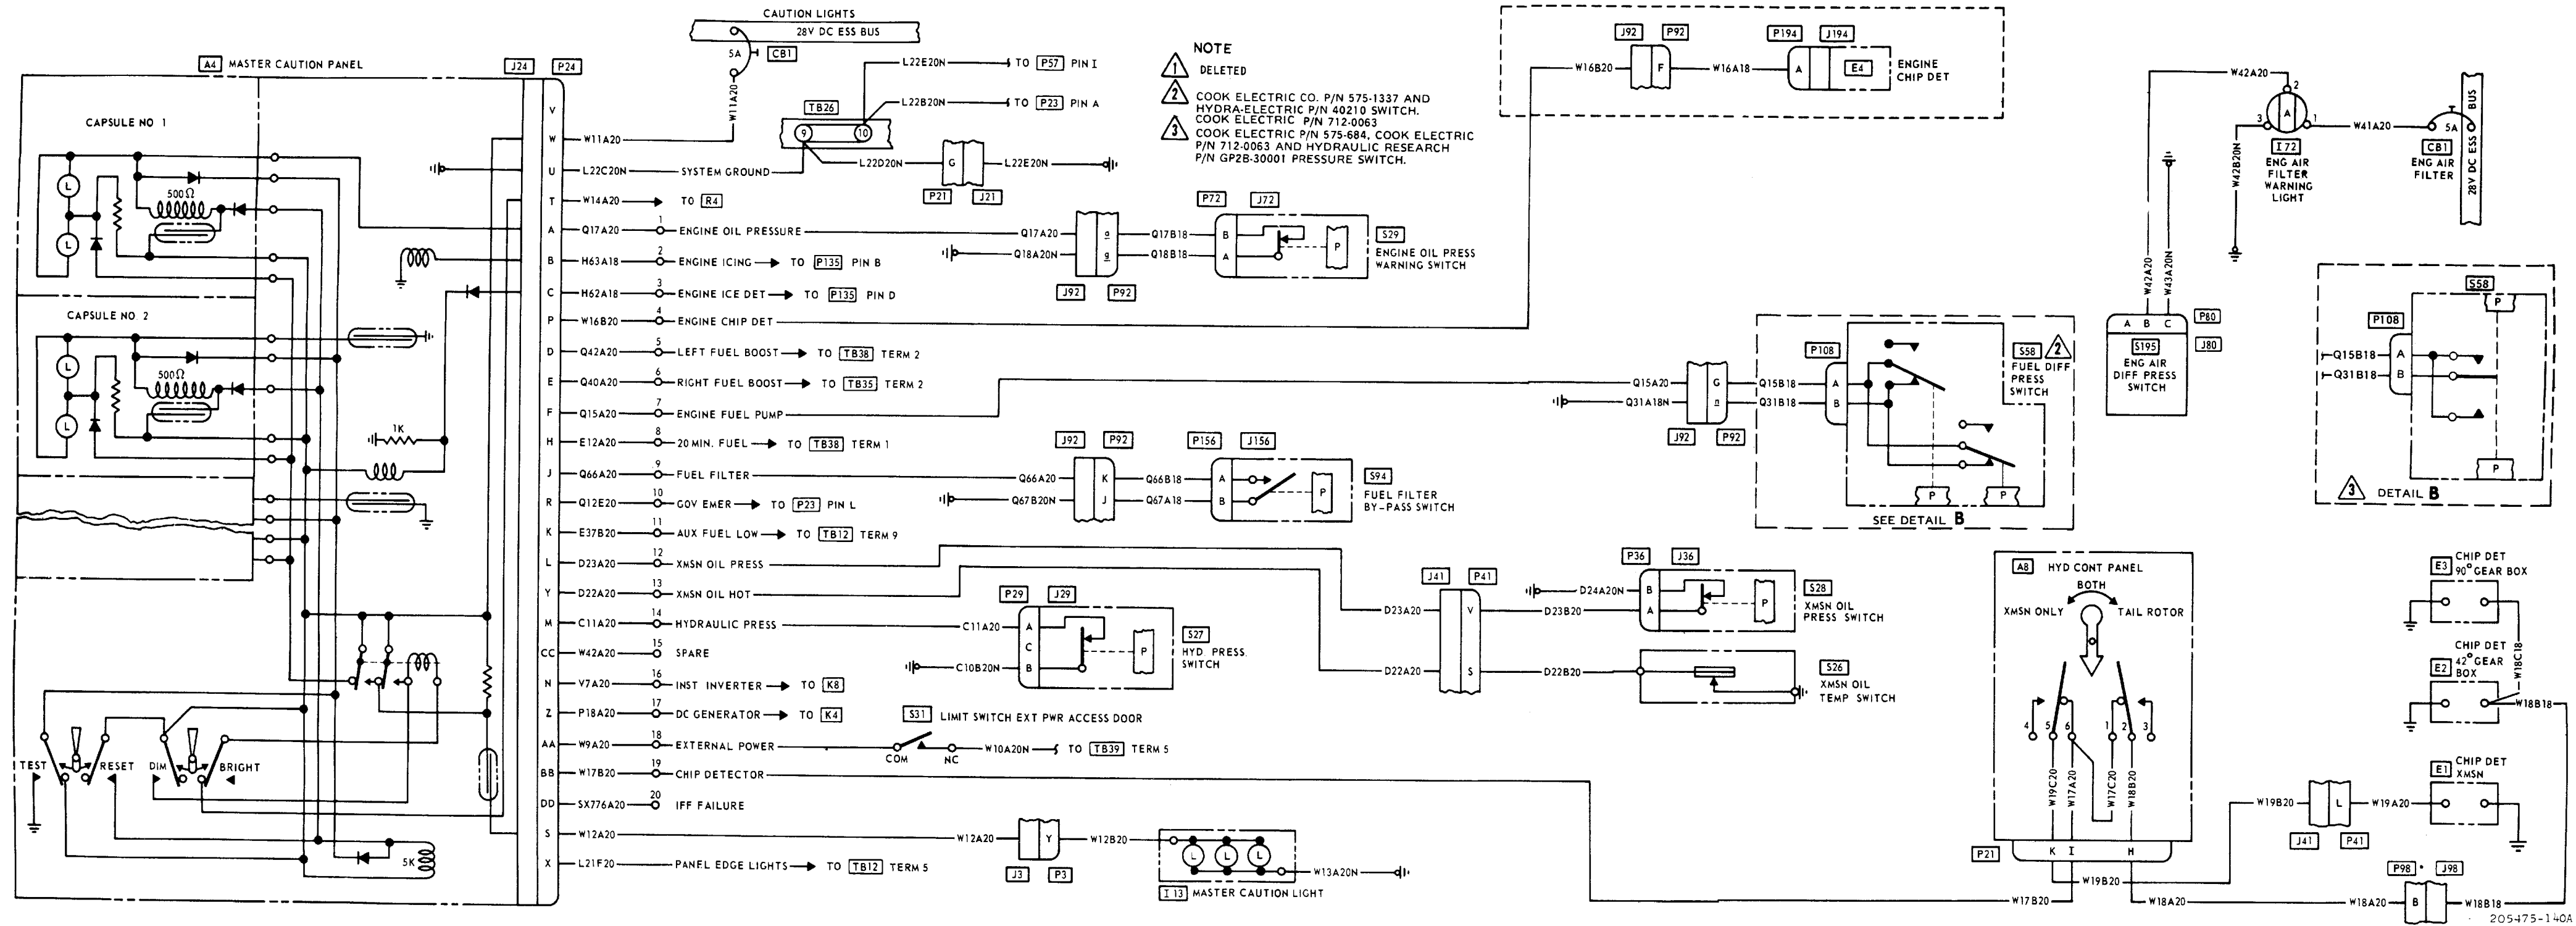 CAUTION LIGHTS
28V DC ESS BUS
5A
CB1
W11A20
A4 MASTER CAUTION PANEL
J24 P24
CAPSULE NO 1
L
L
500Ω
CAPSULE NO. 2
L
L
500Ω
1K
TEST
RESET
DIM
BRIGHT
5K
V
W W11A20
U L22C20N SYSTEM GROUND
T W14A20 TO R4
A Q17A20 1 ENGINE OIL PRESSURE
B H63A18 2 ENGINE ICING TO P135 PIN B
C H62A18 3 ENGINE ICE DET TO P135 PIN D
P W16B20 4 ENGINE CHIP DET
D Q42A20 5 LEFT FUEL BOOST TO TB38 TERM 2
E Q40A20 6 RIGHT FUEL BOOST TO TB35 TERM 2
F Q15A20 7 ENGINE FUEL PUMP
H E12A20 8 20 MIN. FUEL TO TB38 TERM 1
J Q66A20 9 FUEL FILTER
R Q12E20 10 GOV EMER TO P23 PIN L
K E37B20 11 AUX FUEL LOW TO TB12 TERM 9
L D23A20 12 XMSN OIL PRESS
Y D22A20 13 XMSN OIL HOT
M C11A20 14 HYDRAULIC PRESS
CC W42A20 15 SPARE
N V7A20 16 INST INVERTER TO K8
Z P18A20 17 DC GENERATOR TO K4
AA W9A20 18 EXTERNAL POWER
BB W17B20 19 CHIP DETECTOR
DD SX776A20 20 IFF FAILURE
S W12A20
X L21F20 PANEL EDGE LIGHTS TO TB12 TERM 5
TB26
9 10
L22E20N TO P57 PIN I
L22B20N TO P23 PIN A
L22D20N G L22E20N
P21 J21
NOTE
1 DELETED
2 COOK ELECTRIC CO. P/N 575-1337 AND
HYDRA-ELECTRIC P/N 40210 SWITCH.
COOK ELECTRIC P/N 712-0063
3 COOK ELECTRIC P/N 575-684, COOK ELECTRIC
P/N 712-0063 AND HYDRAULIC RESEARCH
P/N GP2B-30001 PRESSURE SWITCH.
P72 J72
Q17A20 Q17B18 B
Q18A20N g Q18B18 A
P
J92 P92
S29
ENGINE OIL PRESS
WARNING SWITCH
J92 P92
W16B20 F W16A18
P194 J194
A E4
ENGINE
CHIP DET
J92 P92
Q66A20 K Q66B18 A
Q67B20N J Q67A18 B
P156 J156
P
S94
FUEL FILTER
BY-PASS SWITCH
Q15A20 G Q15B18 A
Q31A18N n Q31B18 B
J92 P92
P108
P P
S58 2
FUEL DIFF
PRESS
SWITCH
SEE DETAIL B
P29 J29
C11A20 A
C
C10B20N B
P
S27
HYD. PRESS.
SWITCH
J41 P41
D23A20 V D23B20
D22A20 S D22B20
P36 J36
D24A20N B
A
P
S28
XMSN OIL
PRESS SWITCH
S26
XMSN OIL
TEMP SWITCH
S31 LIMIT SWITCH EXT PWR ACCESS DOOR
COM NC
W10A20N TO TB39 TERM 5
W12A20 Y W12B20
J3 P3
L L L
W13A20N
I13 MASTER CAUTION LIGHT
W42A20
2
A
3 1
W41A20
5A
28V DC ESS BUS
CB1
ENG AIR
FILTER
I72
ENG AIR
FILTER
WARNING
LIGHT
W42B20N
W42A20
W43A20N
A B C
P80
J80
S195
ENG AIR
DIFF PRESS
SWITCH
S58
P
P108
Q15B18 A
Q31B18 B
P
3 DETAIL B
A8 HYD CONT PANEL
BOTH
XMSN ONLY TAIL ROTOR
4 5 6 1 2 3
W19C20
W17A20
W17C20
W18B20
P21
K I H
W19B20
W17B20
W18A20
E3
CHIP DET
90° GEAR BOX
W18C18
E2
CHIP DET
42° GEAR
BOX
W18B18
E1
CHIP DET
XMSN
W19B20 L W19A20
J41 P41
P98 J98
W18A20 B W18B18
205475-140A